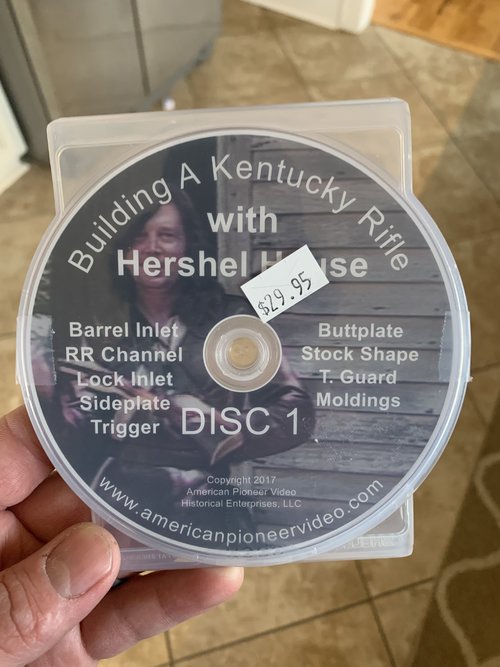 Building A Kentucky Rifle
with
Hershel House
$29.95
Barrel Inlet
RR Channel
Lock Inlet
Sideplate
Trigger
Buttplate
Stock Shape
T. Guard
Moldings
DISC 1
Copyright 2017
American Pioneer Video
Historical Enterprises, LLC
www.americanpioneervideo.com